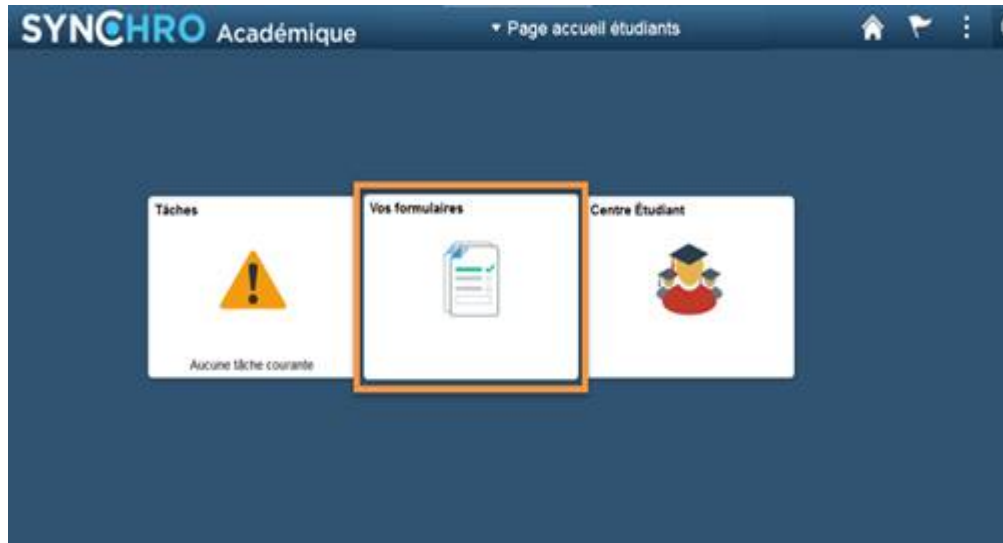 SYNCHRO Académique
Page accueil étudiants
Tâches
Vos formulaires
Centre Étudiant
Aucune tâche courante